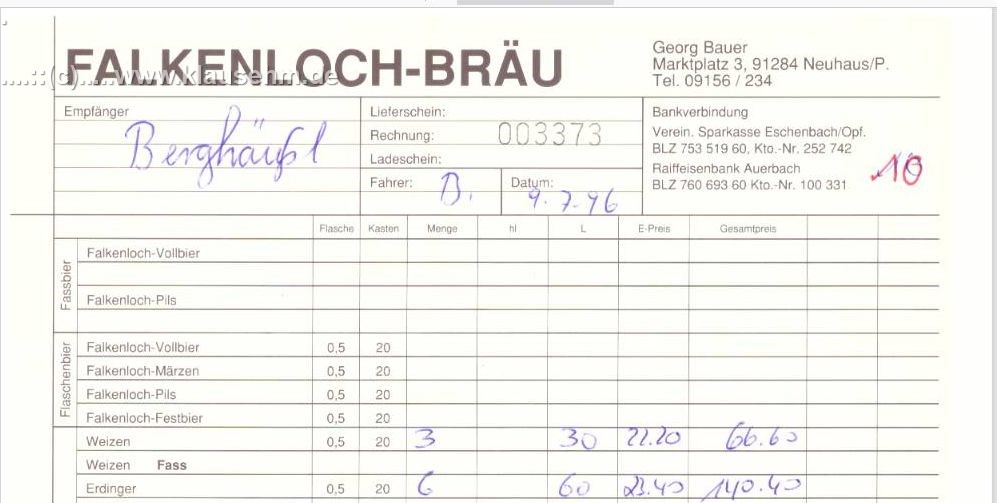 FALKENLOCH-BRÄU
....::(c)....www.klausehm.de.....
Georg Bauer
Marktplatz 3, 91284 Neuhaus/P.
Tel. 09156 / 234
Empfänger
Berghäußl
Lieferschein:
Rechnung: 003373
Ladeschein:
Fahrer: B. Datum: 9.7.96
Bankverbindung
Verein. Sparkasse Eschenbach/Opf.
BLZ 753 519 60, Kto.-Nr. 252 742
Raiffeisenbank Auerbach
BLZ 760 693 60 Kto.-Nr. 100 331
10
Flasche Kasten Menge hl L E-Preis Gesamtpreis
Fassbier
Falkenloch-Vollbier
Falkenloch-Pils
Flaschenbier
Falkenloch-Vollbier 0,5 20
Falkenloch-Märzen 0,5 20
Falkenloch-Pils 0,5 20
Falkenloch-Festbier 0,5 20
Weizen 0,5 20 3 30 22.20 66.60
Weizen Fass
Erdinger 0,5 20 6 60 23.40 140.40